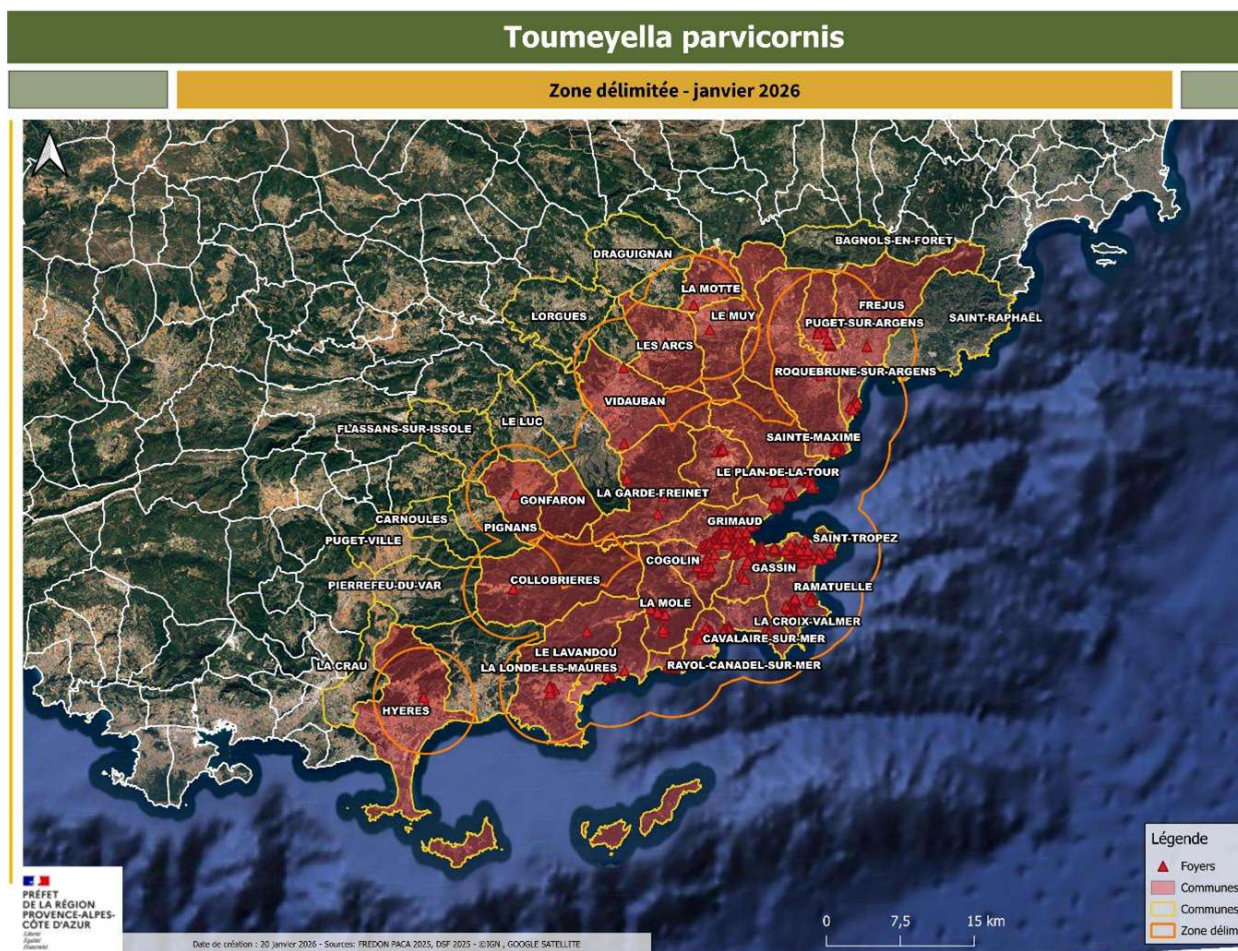 Toumeyella parvicornis
Zone délimitée - janvier 2026
BAGNOLS-EN-FORET
DRAGUIGNAN
LA MOTTE
FREJUS
LORGUES
LE MUY
PUGET-SUR-ARGENS
SAINT-RAPHAËL
LES ARCS
ROQUEBRUNE-SUR-ARGENS
VIDAUBAN
LE LUC
FLASSANS-SUR-ISSOLE
SAINTE-MAXIME
LE PLAN-DE-LA-TOUR
LA GARDE-FREINET
GONFARON
CARNOULES
PIGNANS
GRIMAUD
PUGET-VILLE
SAINT-TROPEZ
COGOLIN
GASSIN
PIERREFEU-DU-VAR
COLLOBRIERES
RAMATUELLE
LA MOLE
LA CROIX-VALMER
CAVALAIRE-SUR-MER
LE LAVANDOU
LA CRAU
LA LONDE-LES-MAURES
RAYOL-CANADEL-SUR-MER
HYERES
Légende
Foyers
Communes
Communes
Zone délim
0 7,5 15 km
PRÉFET
DE LA RÉGION
PROVENCE-ALPES-
CÔTE D'AZUR
Liberté
Égalité
Fraternité
Date de création : 20 janvier 2026 - Sources: FREDON PACA 2025, DSF 2025 - ©IGN , GOOGLE SATELLITE